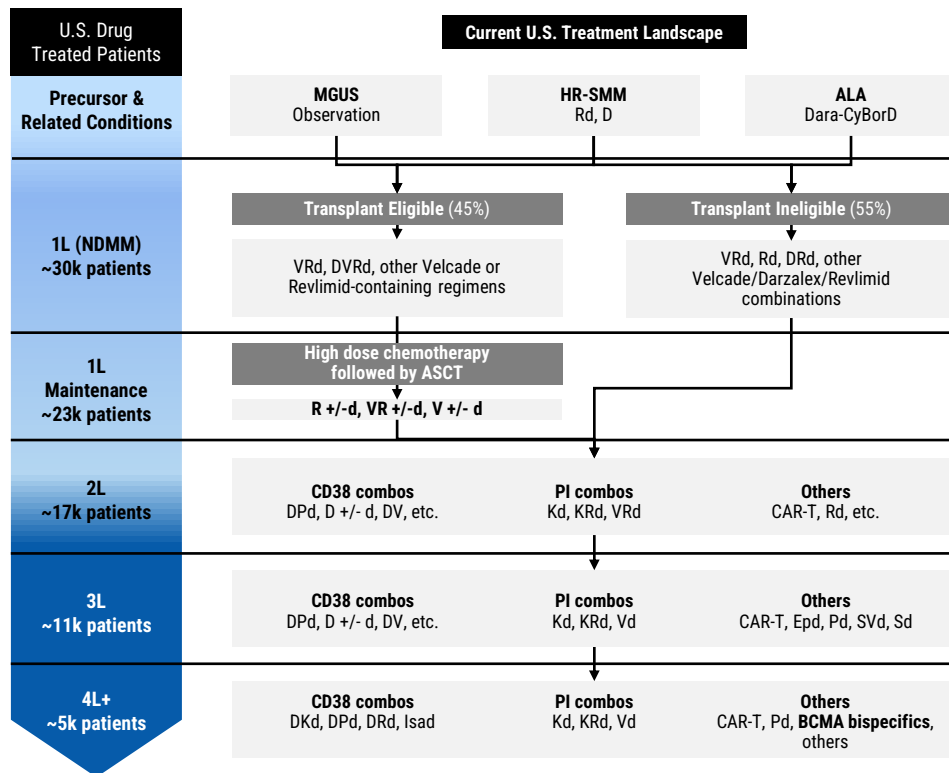 U.S. Drug
Treated Patients
Current U.S. Treatment Landscape
Precursor &
Related Conditions
MGUS
Observation
HR-SMM
Rd, D
ALA
Dara-CyBorD
1L (NDMM)
~30k patients
Transplant Eligible (45%)
VRd, DVRd, other Velcade or
Revlimid-containing regimens
Transplant Ineligible (55%)
VRd, Rd, DRd, other
Velcade/Darzalex/Revlimid
combinations
1L
Maintenance
~23k patients
High dose chemotherapy
followed by ASCT
R +/-d, VR +/-d, V +/- d
2L
~17k patients
CD38 combos
DPd, D +/- d, DV, etc.
PI combos
Kd, KRd, VRd
Others
CAR-T, Rd, etc.
3L
~11k patients
CD38 combos
DPd, D +/- d, DV, etc.
PI combos
Kd, KRd, Vd
Others
CAR-T, Epd, Pd, SVd, Sd
4L+
~5k patients
CD38 combos
DKd, DPd, DRd, Isad
PI combos
Kd, KRd, Vd
Others
CAR-T, Pd, BCMA bispecifics,
others